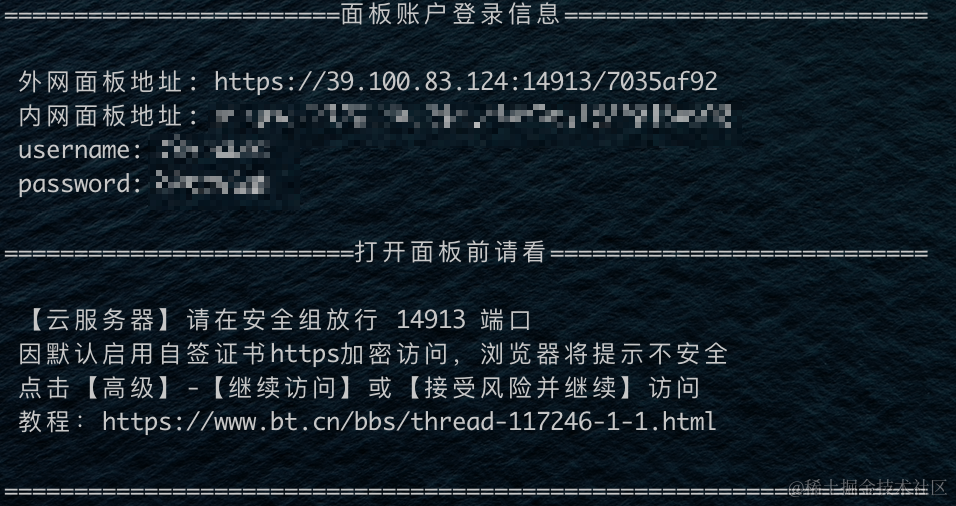 =========================面板账户登录信息===========================
外网面板地址: https://39.100.83.124:14913/7035af92
内网面板地址:
username:
password:
==========================打开面板前请看============================
【云服务器】请在安全组放行 14913 端口
因默认启用自签证书https加密访问，浏览器将提示不安全
点击【高级】-【继续访问】或【接受风险并继续】访问
教程：https://www.bt.cn/bbs/thread-117246-1-1.html
===================================================================
@稀土掘金技术社区